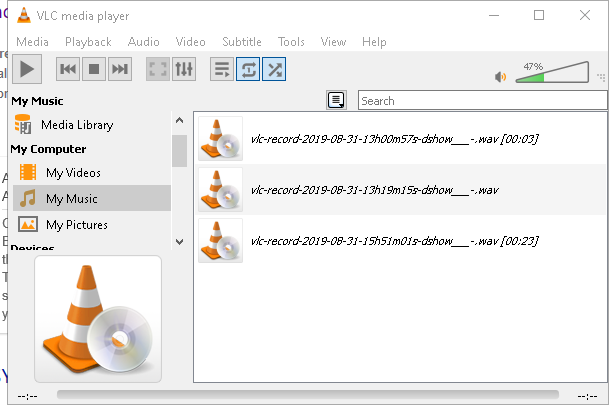 VLC media player
Media Playback Audio Video Subtitle Tools View Help
47%
My Music
Search
Media Library
My Computer
My Videos
My Music
My Pictures
Devices
vlc-record-2019-08-31-13h00m57s-dshow___-.wav [00:03]
vlc-record-2019-08-31-13h19m15s-dshow___-.wav
vlc-record-2019-08-31-15h51m01s-dshow___-.wav [00:23]
--:--
--:--